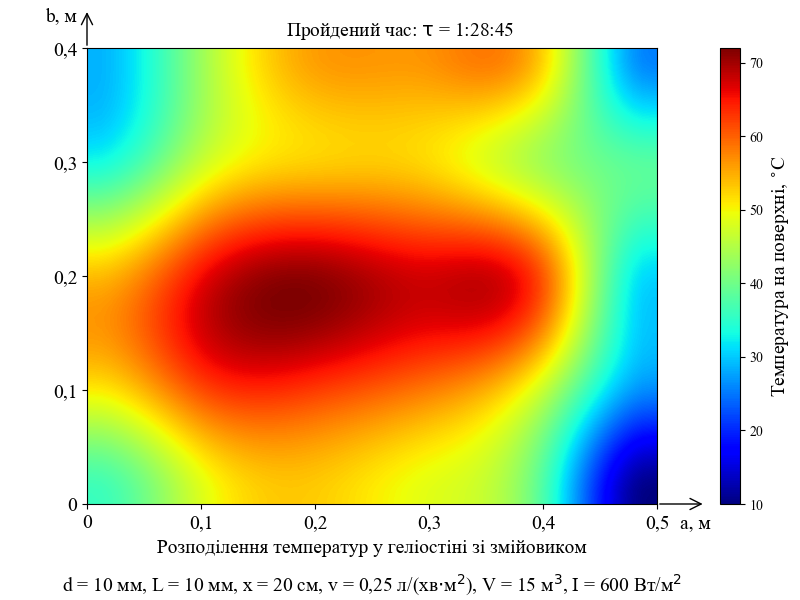 b, м
Пройдений час: τ = 1:28:45
0,4
0,3
0,2
0,1
0
0 0,1 0,2 0,3 0,4 0,5 a, м
70
60
50
40
30
20
10
Температура на поверхні, °C
Розподілення температур у геліостіні зі змійовиком
d = 10 мм, L = 10 мм, x = 20 см, v = 0,25 л/(хв·м²), V = 15 м³, I = 600 Вт/м²